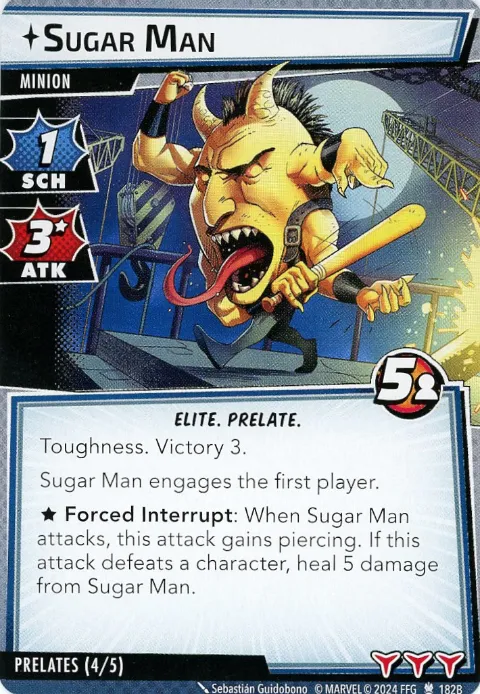 SUGAR MAN
MINION
1
SCH
3★
ATK
5
ELITE. PRELATE.
Toughness. Victory 3.
Sugar Man engages the first player.
★ Forced Interrupt: When Sugar Man
attacks, this attack gains piercing. If this
attack defeats a character, heal 5 damage
from Sugar Man.
PRELATES (4/5)
Sebastián Guidobono © MARVEL © 2024 FFG 182B